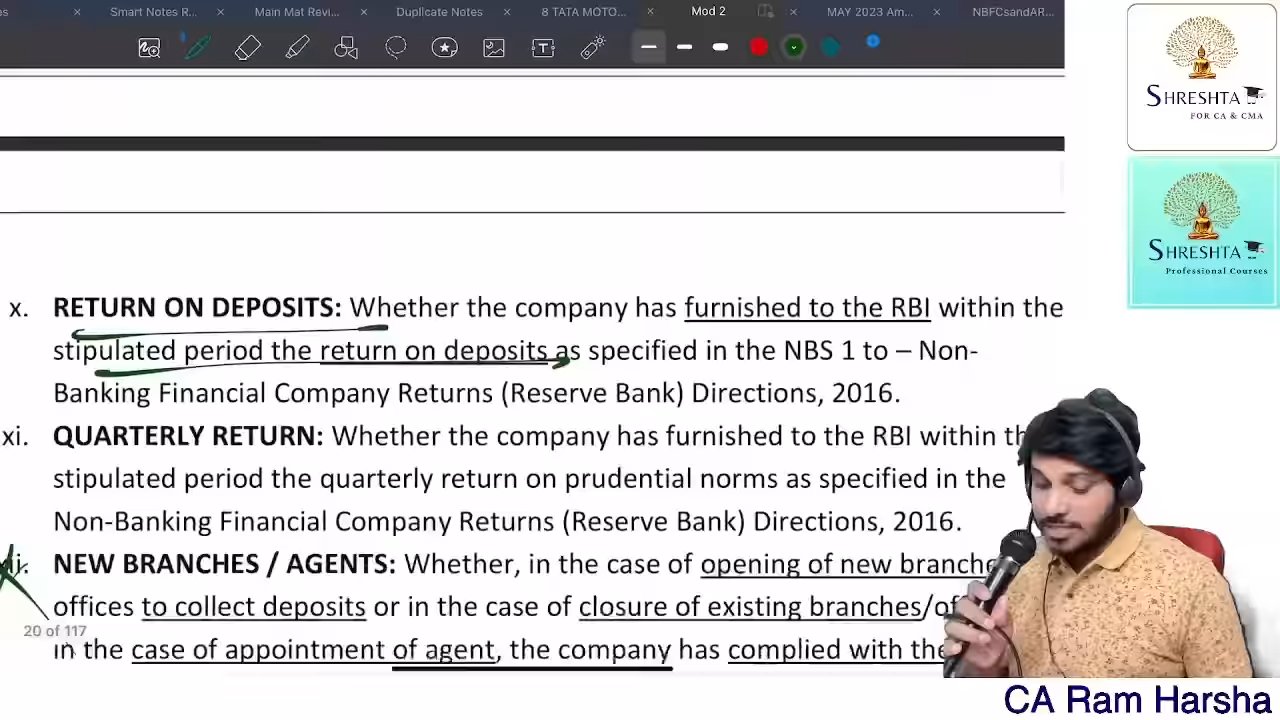 es
Smart Notes R...
Main Mat Revi...
Duplicate Notes
8 TATA MOTO...
Mod 2
MAY 2023 Am...
NBFCsandAR...
SHRESHTA
FOR CA & CMA
SHRESHTA
Professional Courses
x. RETURN ON DEPOSITS: Whether the company has furnished to the RBI within the
stipulated period the return on deposits as specified in the NBS 1 to – Non-
Banking Financial Company Returns (Reserve Bank) Directions, 2016.
xi. QUARTERLY RETURN: Whether the company has furnished to the RBI within th
stipulated period the quarterly return on prudential norms as specified in the
Non-Banking Financial Company Returns (Reserve Bank) Directions, 2016.
NEW BRANCHES / AGENTS: Whether, in the case of opening of new branche
offices to collect deposits or in the case of closure of existing branches/of
20 of 117
in the case of appointment of agent, the company has complied with the
CA Ram Harsha